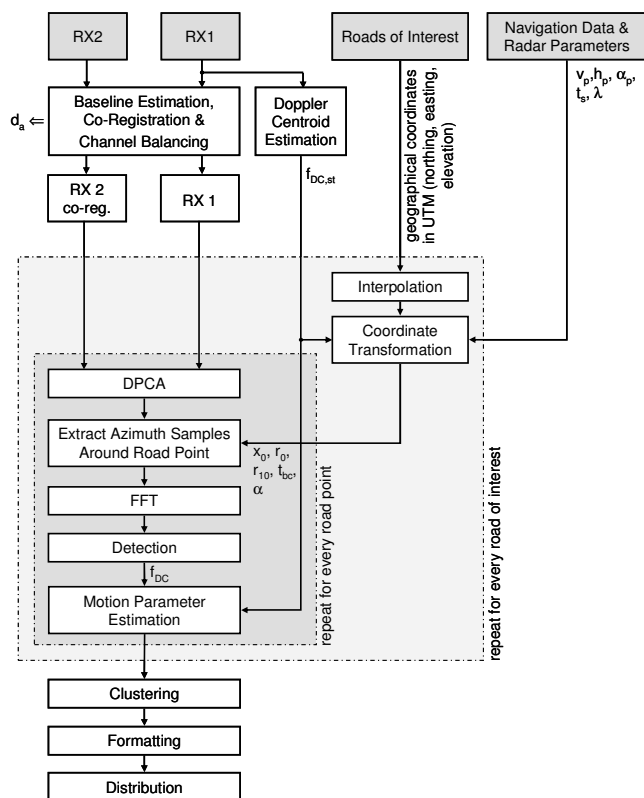 RX2
RX1
Roads of Interest
Navigation Data &
Radar Parameters
v_p, h_p, α_p,
t_s, λ
d_a ⇐
Baseline Estimation,
Co-Registration &
Channel Balancing
Doppler
Centroid
Estimation
f_DC,st
geographical coordinates
in UTM (northing, easting,
elevation)
RX 2
co-reg.
RX 1
Interpolation
Coordinate
Transformation
DPCA
Extract Azimuth Samples
Around Road Point
x_0, r_0,
r_10, t_bc,
α
FFT
Detection
f_DC
Motion Parameter
Estimation
repeat for every road point
repeat for every road of interest
Clustering
Formatting
Distribution